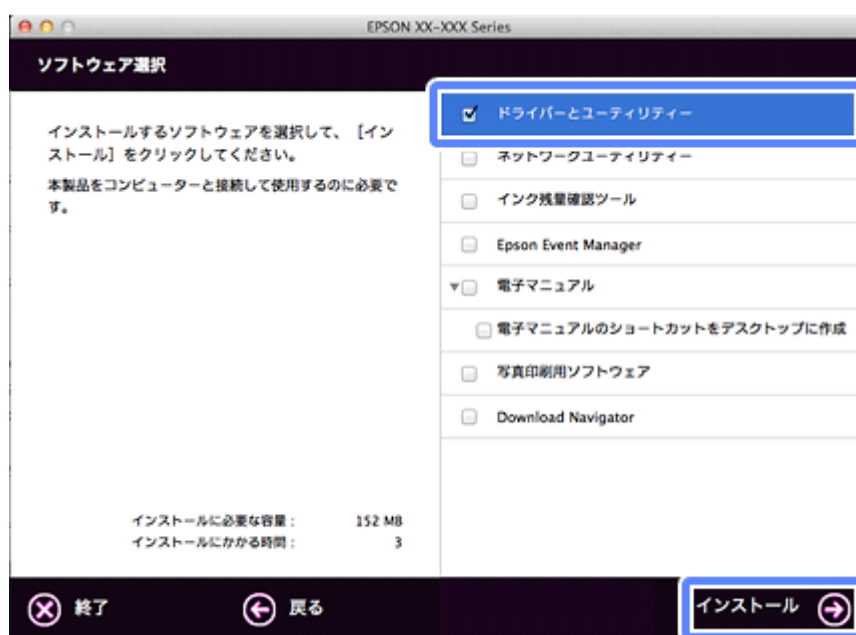 EPSON XX-XXX Series
ソフトウェア選択
インストールするソフトウェアを選択して、［イン
ストール］をクリックしてください。
本製品をコンピューターと接続して使用するのに必要で
す。
ドライバーとユーティリティー
ネットワークユーティリティー
インク残量確認ツール
Epson Event Manager
電子マニュアル
電子マニュアルのショートカットをデスクトップに作成
写真印刷用ソフトウェア
Download Navigator
インストールに必要な容量： 152 MB
インストールにかかる時間： 3
終了 戻る インストール